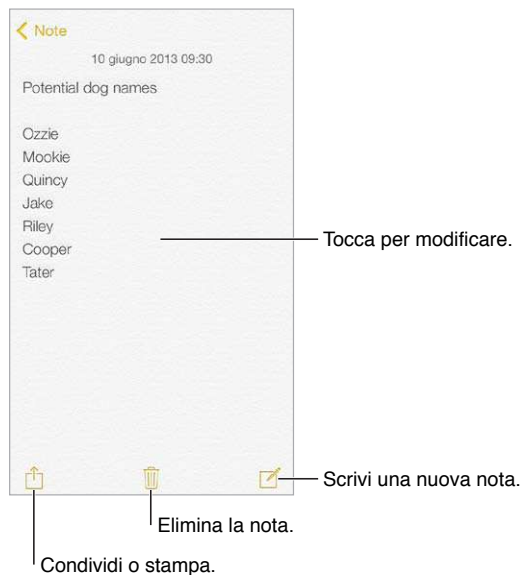 Note
10 giugno 2013 09:30
Potential dog names
Ozzie
Mookie
Quincy
Jake
Riley
Cooper
Tater
Tocca per modificare.
Scrivi una nuova nota.
Elimina la nota.
Condividi o stampa.